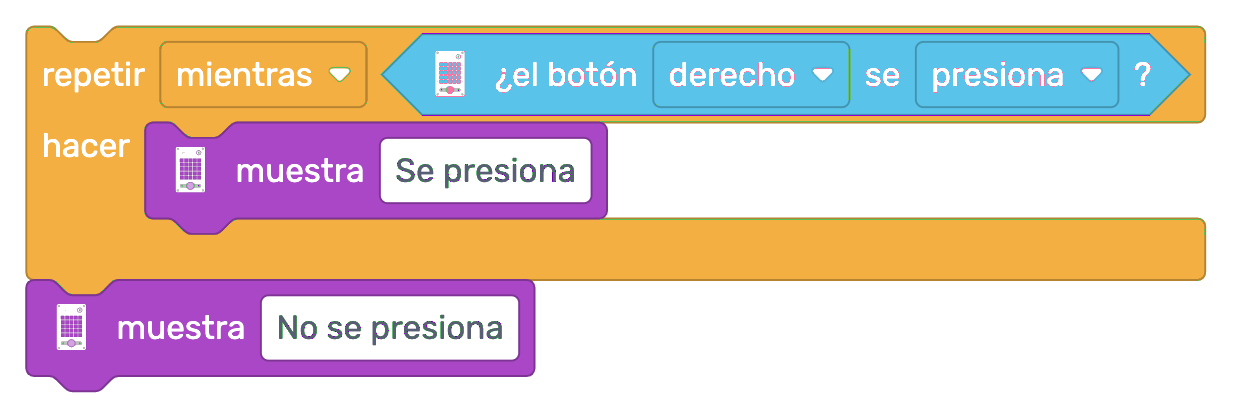 repetir mientras ¿el botón derecho se presiona ?
hacer
muestra Se presiona
muestra No se presiona